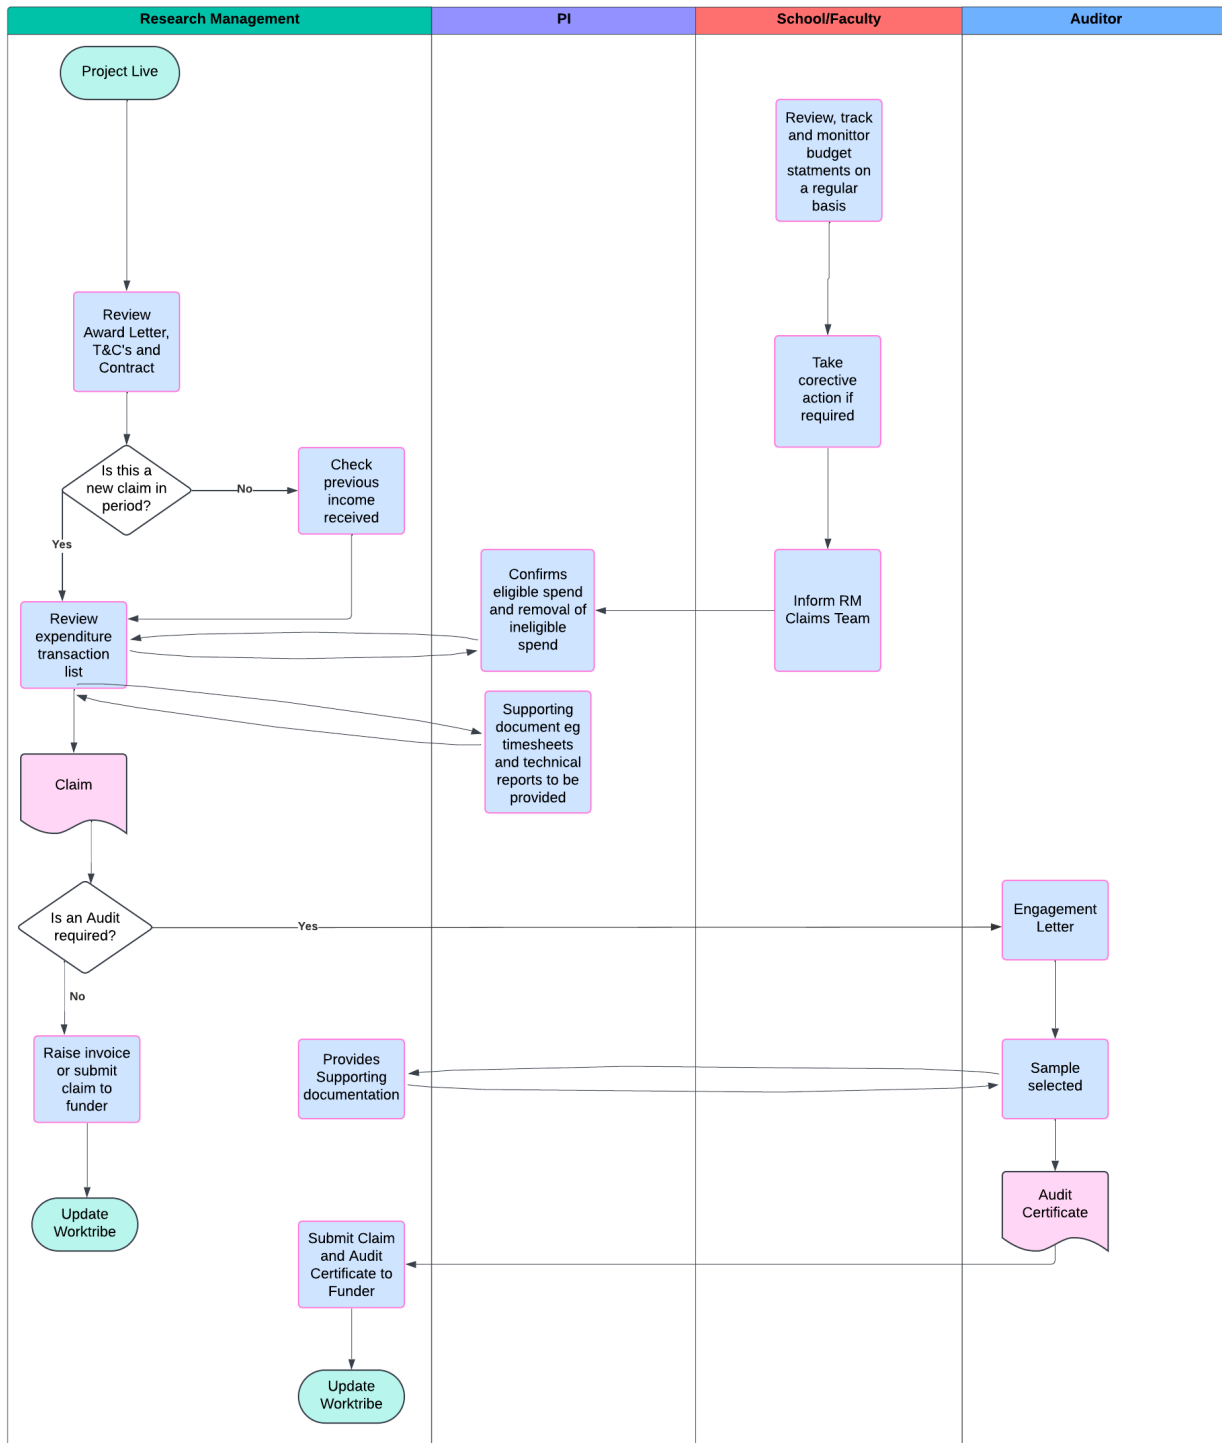 Research Management
PI
School/Faculty
Auditor
Project Live
Review, track
and monittor
budget
statments on
a regular
basis
Review
Award Letter,
T&C's and
Contract
Take
corective
action if
required
Is this a
new claim in
period?
No
Check
previous
income
received
Yes
Confirms
eligible spend
and removal of
ineligible
spend
Inform RM
Claims Team
Review
expenditure
transaction
list
Supporting
document eg
timesheets
and technical
reports to be
provided
Claim
Is an Audit
required?
Yes
Engagement
Letter
No
Raise invoice
or submit
claim to
funder
Provides
Supporting
documentation
Sample
selected
Update
Worktribe
Audit
Certificate
Submit Claim
and Audit
Certificate to
Funder
Update
Worktribe